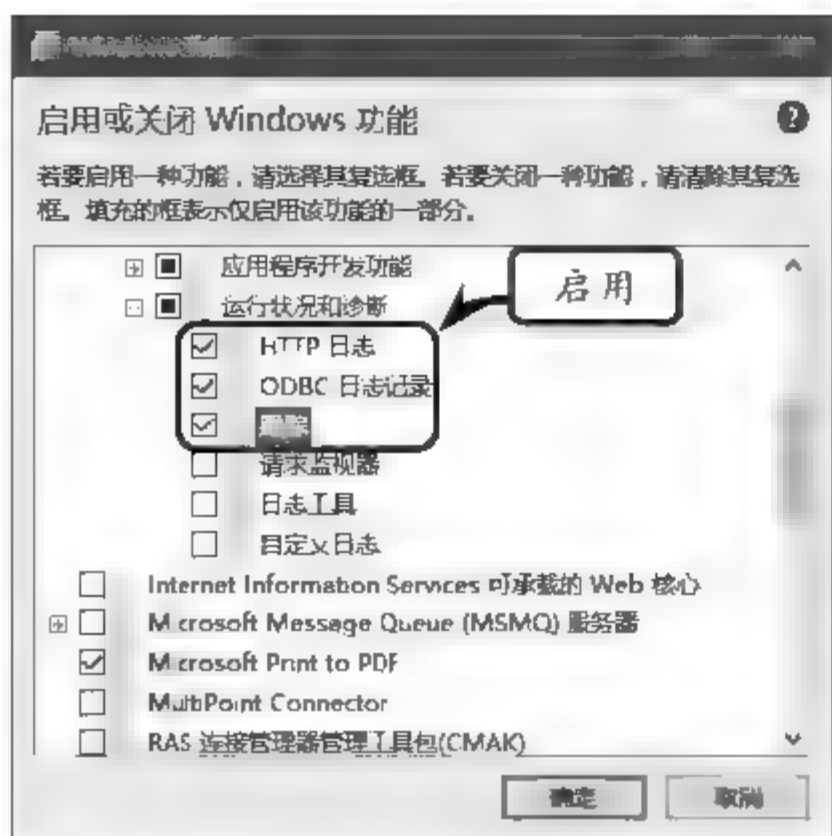 启用或关闭 Windows 功能
若要启用一种功能，请选择其复选框。若要关闭一种功能，请清除其复选
框。填充的框表示仅启用该功能的一部分。
应用程序开发功能
启用
运行状况和诊断
HTTP 日志
ODBC 日志记录
跟踪
请求监视器
日志工具
自定义日志
Internet Information Services 可承载的 Web 核心
Microsoft Message Queue (MSMQ) 服务器
Microsoft Print to PDF
MultiPoint Connector
RAS 连接管理器管理工具包(CMAK)
确定
取消